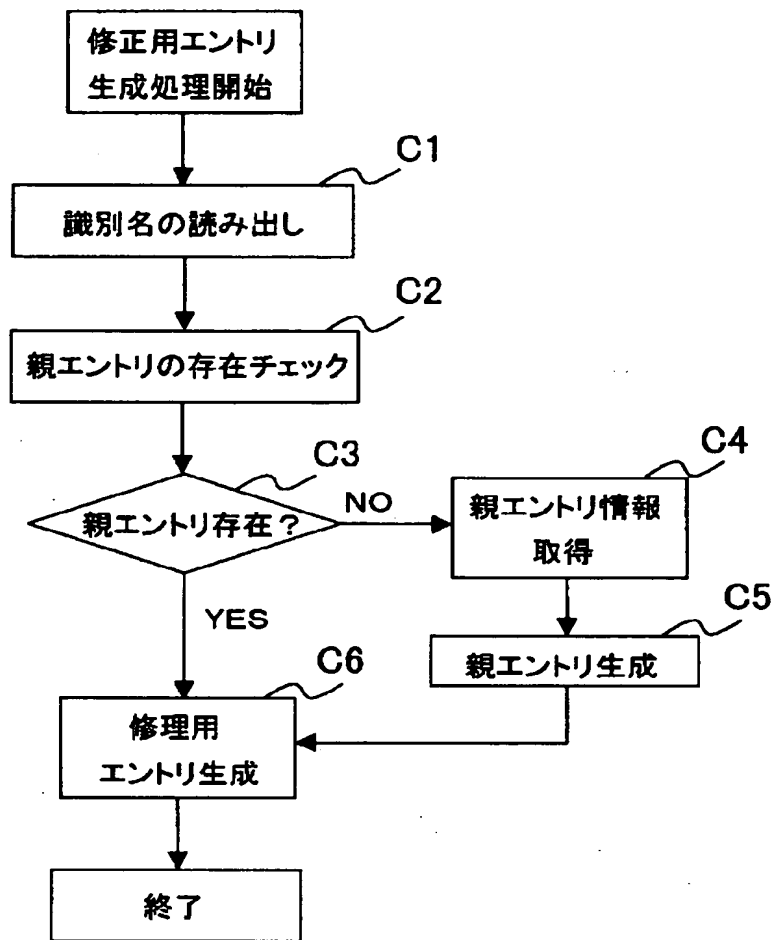 修正用エントリ
生成処理開始
C1
識別名の読み出し
C2
親エントリの存在チェック
C3
親エントリ存在?
NO
C4
親エントリ情報
取得
C5
親エントリ生成
YES
C6
修理用
エントリ生成
終了